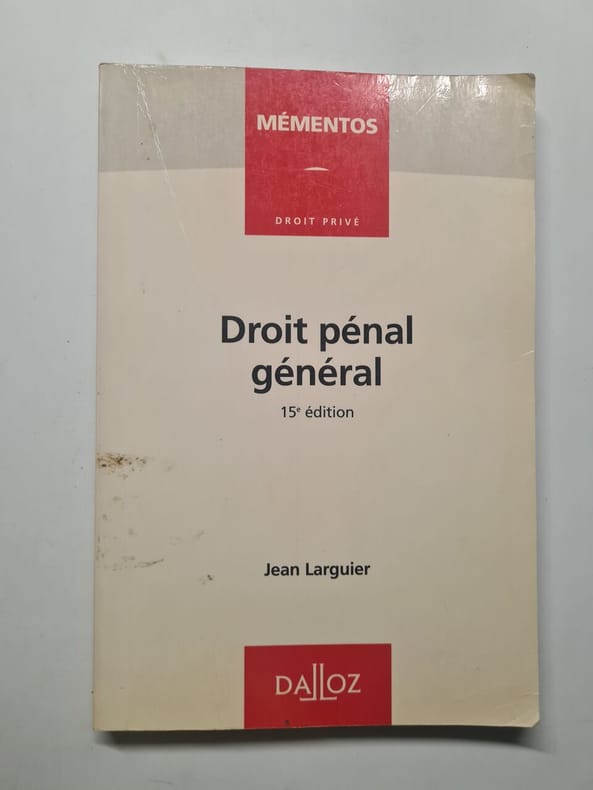 MÉMENTOS
DROIT PRIVÉ
Droit pénal
général
15e édition
Jean Larguier
DALLOZ